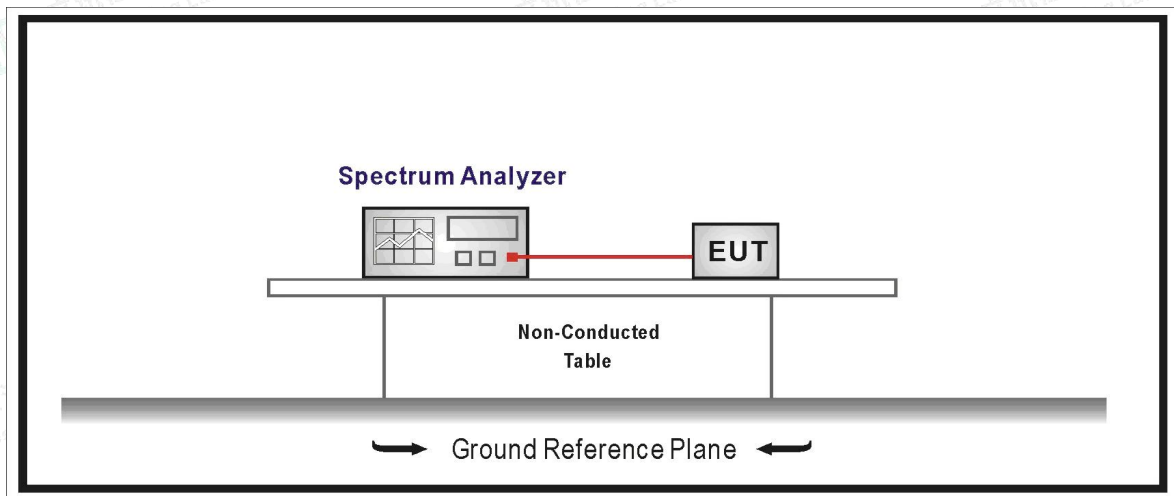 Spectrum Analyzer
EUT
Non-Conducted
Table
Ground Reference Plane